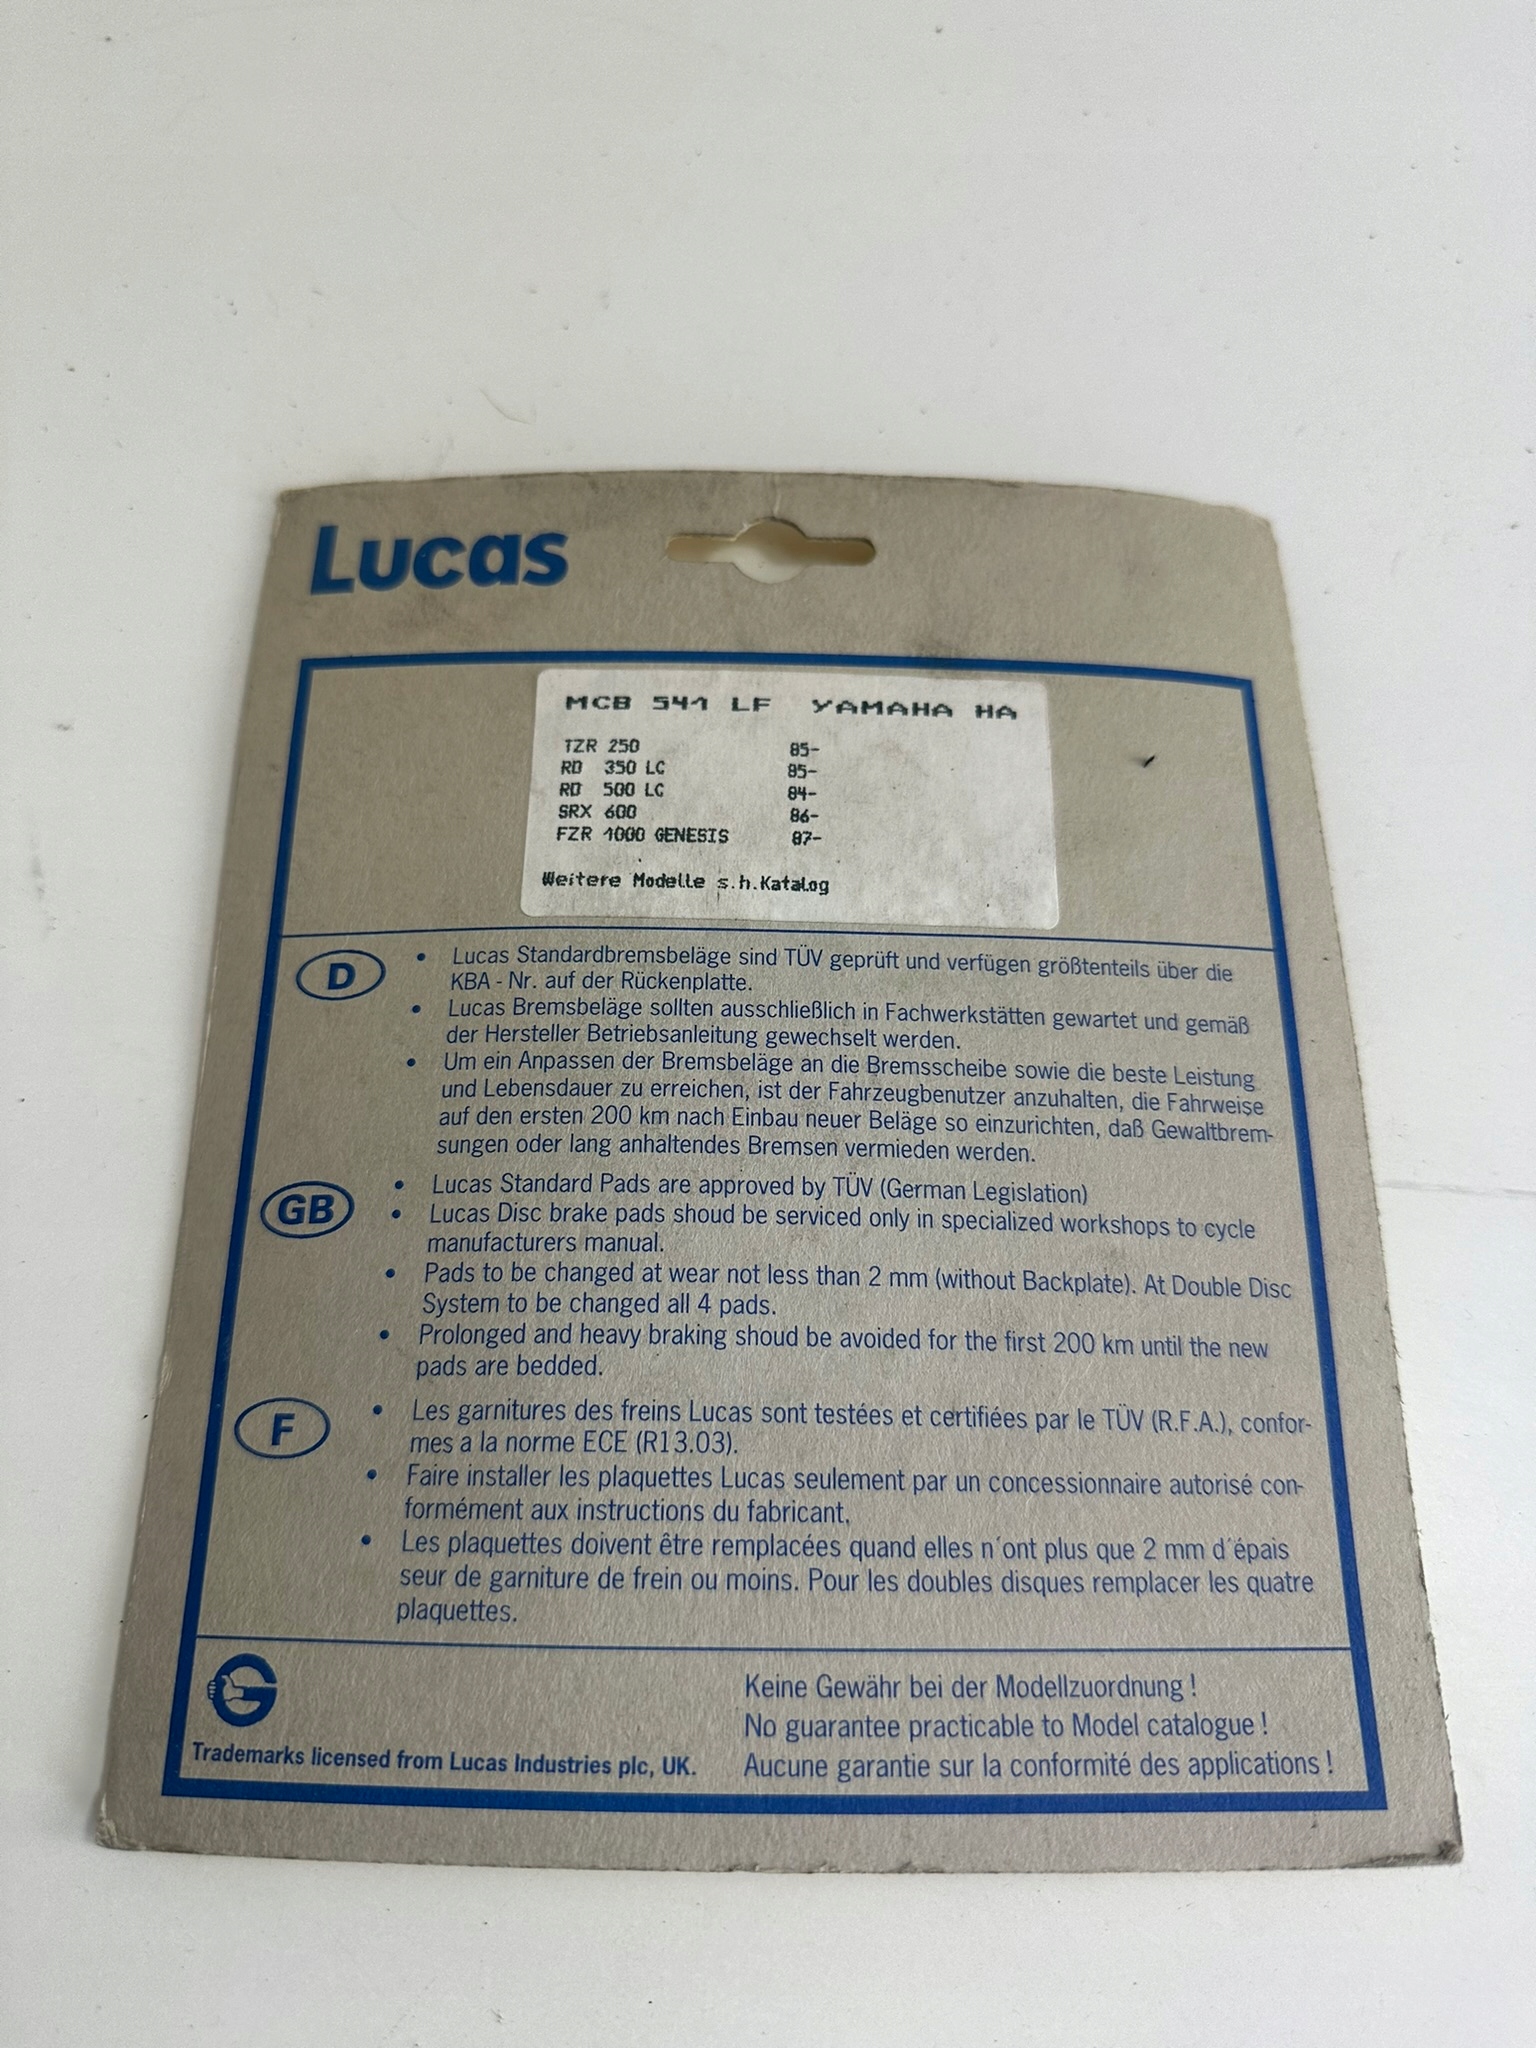 Lucas
MCB 541 LF YAMAHA HA
TZR 250 85-
RD 350 LC 85-
RD 500 LC 84-
SRX 600 86-
FZR 1000 GENESIS 87-
Weitere Modelle s.h.Katalog
D
• Lucas Standardbremsbeläge sind TÜV geprüft und verfügen größtenteils über die
KBA - Nr. auf der Rückenplatte.
• Lucas Bremsbeläge sollten ausschließlich in Fachwerkstätten gewartet und gemäß
der Hersteller Betriebsanleitung gewechselt werden.
• Um ein Anpassen der Bremsbeläge an die Bremsscheibe sowie die beste Leistung
und Lebensdauer zu erreichen, ist der Fahrzeugbenutzer anzuhalten, die Fahrweise
auf den ersten 200 km nach Einbau neuer Beläge so einzurichten, daß Gewaltbrem-
sungen oder lang anhaltendes Bremsen vermieden werden.
GB
• Lucas Standard Pads are approved by TÜV (German Legislation)
• Lucas Disc brake pads shoud be serviced only in specialized workshops to cycle
manufacturers manual.
• Pads to be changed at wear not less than 2 mm (without Backplate). At Double Disc
System to be changed all 4 pads.
• Prolonged and heavy braking shoud be avoided for the first 200 km until the new
pads are bedded.
F
• Les garnitures des freins Lucas sont testées et certifiées par le TÜV (R.F.A.), confor-
mes a la norme ECE (R13.03).
• Faire installer les plaquettes Lucas seulement par un concessionnaire autorisé con-
formément aux instructions du fabricant.
• Les plaquettes doivent être remplacées quand elles n´ont plus que 2 mm d´épais
seur de garniture de frein ou moins. Pour les doubles disques remplacer les quatre
plaquettes.
G
Trademarks licensed from Lucas Industries plc, UK.
Keine Gewähr bei der Modellzuordnung !
No guarantee practicable to Model catalogue !
Aucune garantie sur la conformité des applications !